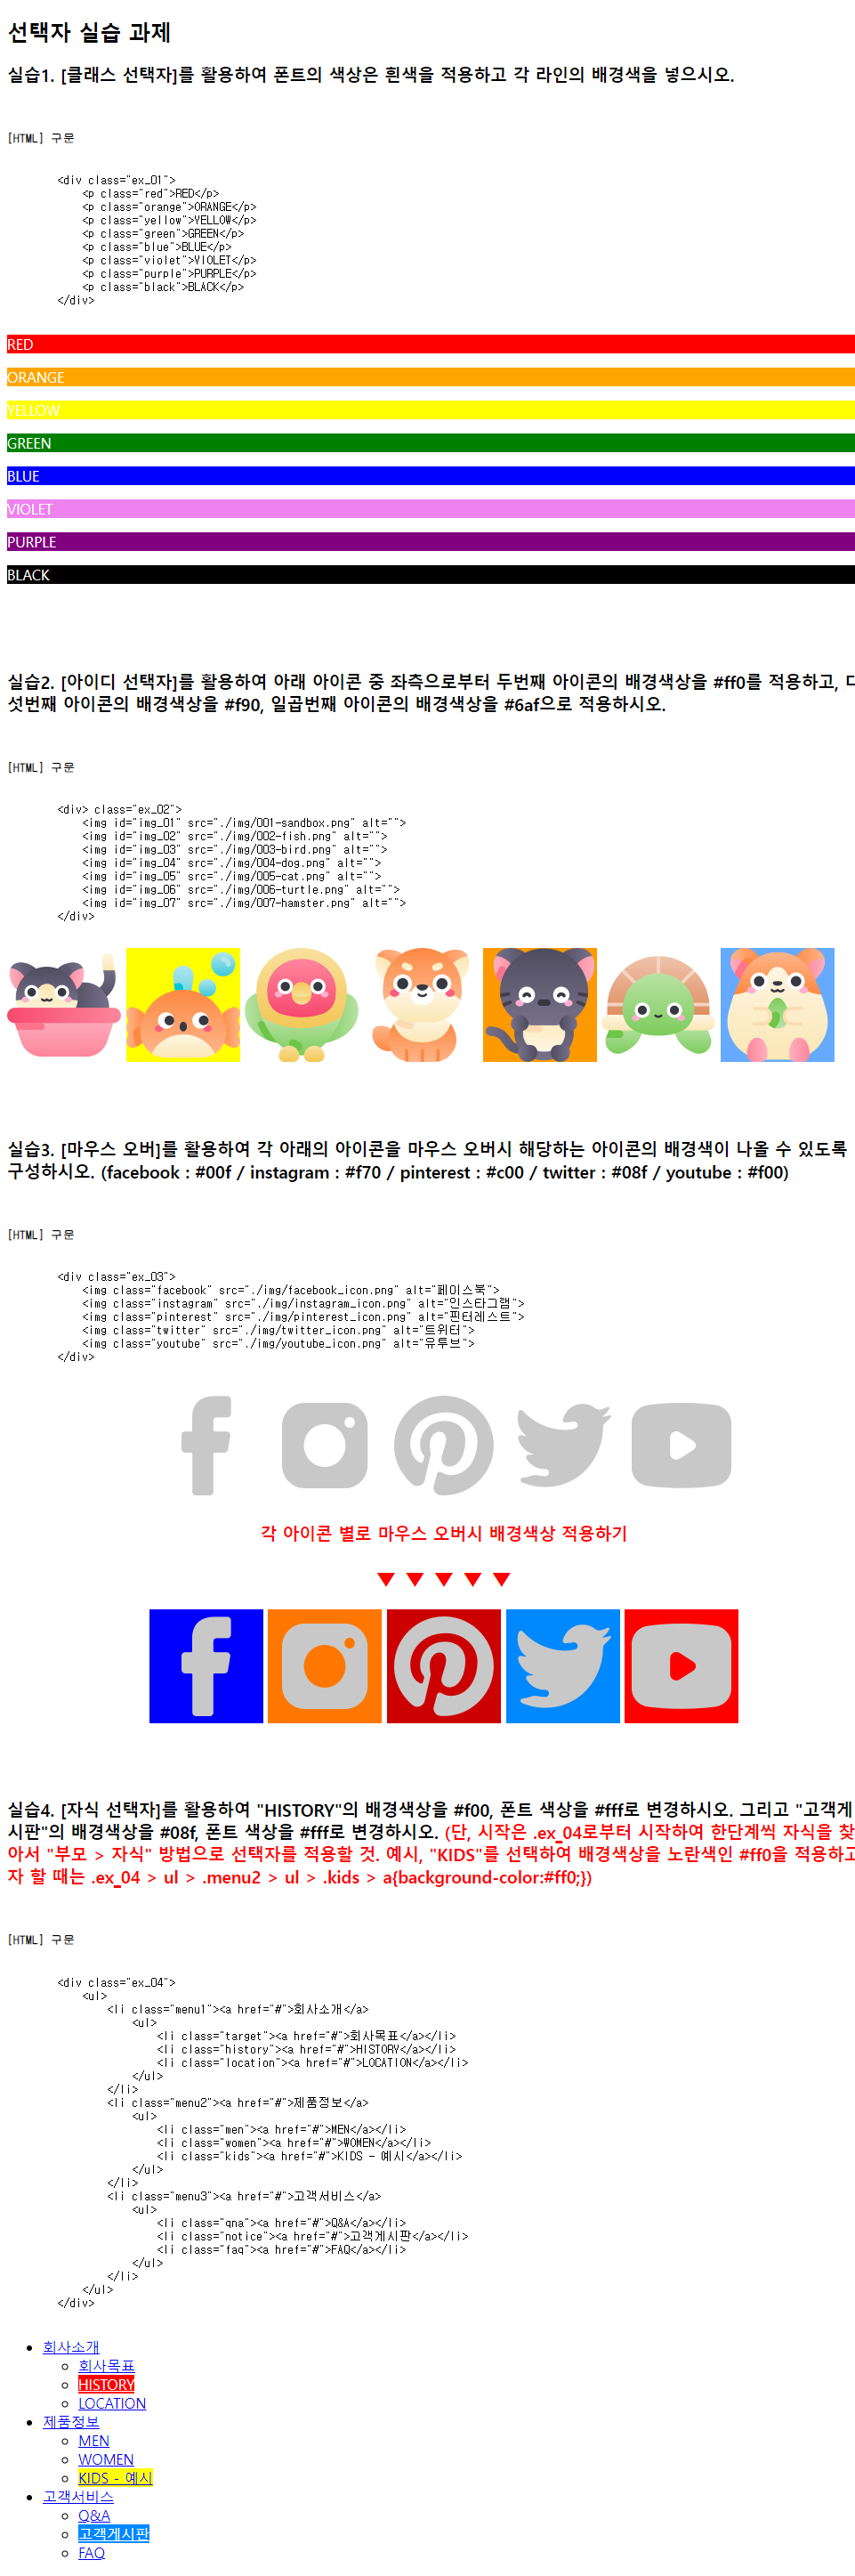 선택자 실습 과제
실습1. [클래스 선택자]를 활용하여 폰트의 색상은 흰색을 적용하고 각 라인의 배경색을 넣으시오.
[HTML] 구문
<div class="ex_01">
<p class="red">RED</p>
<p class="orange">ORANGE</p>
<p class="yellow">YELLOW</p>
<p class="green">GREEN</p>
<p class="blue">BLUE</p>
<p class="violet">VIOLET</p>
<p class="purple">PURPLE</p>
<p class="black">BLACK</p>
</div>
RED
ORANGE
YELLOW
GREEN
BLUE
VIOLET
PURPLE
BLACK
실습2. [아이디 선택자]를 활용하여 아래 아이콘 중 좌측으로부터 두번째 아이콘의 배경색상을 #ff0를 적용하고, 다
섯번째 아이콘의 배경색상을 #f90, 일곱번째 아이콘의 배경색상을 #6af으로 적용하시오.
[HTML] 구문
<div> class="ex_02">
<img id="img_01" src="./img/001-sandbox.png" alt="">
<img id="img_02" src="./img/002-fish.png" alt="">
<img id="img_03" src="./img/003-bird.png" alt="">
<img id="img_04" src="./img/004-dog.png" alt="">
<img id="img_05" src="./img/005-cat.png" alt="">
<img id="img_06" src="./img/006-turtle.png" alt="">
<img id="img_07" src="./img/007-hamster.png" alt="">
</div>
실습3. [마우스 오버]를 활용하여 각 아래의 아이콘을 마우스 오버시 해당하는 아이콘의 배경색이 나올 수 있도록
구성하시오. (facebook : #00f / instagram : #f70 / pinterest : #c00 / twitter : #08f / youtube : #f00)
[HTML] 구문
<div class="ex_03">
<img class="facebook" src="./img/facebook_icon.png" alt="페이스북">
<img class="instagram" src="./img/instagram_icon.png" alt="인스타그램">
<img class="pinterest" src="./img/pinterest_icon.png" alt="핀터레스트">
<img class="twitter" src="./img/twitter_icon.png" alt="트위터">
<img class="youtube" src="./img/youtube_icon.png" alt="유투브">
</div>
각 아이콘 별로 마우스 오버시 배경색상 적용하기
▼ ▼ ▼ ▼ ▼
실습4. [자식 선택자]를 활용하여 "HISTORY"의 배경색상을 #f00, 폰트 색상을 #fff로 변경하시오. 그리고 "고객게
시판"의 배경색상을 #08f, 폰트 색상을 #fff로 변경하시오. (단, 시작은 .ex_04로부터 시작하여 한단계씩 자식을 찾
아서 "부모 > 자식" 방법으로 선택자를 적용할 것. 예시, "KIDS"를 선택하여 배경색상을 노란색인 #ff0을 적용하고
자 할 때는 .ex_04 > ul > .menu2 > ul > .kids > a{background-color:#ff0;})
[HTML] 구문
<div class="ex_04">
<ul>
<li class="menu1"><a href="#">회사소개</a>
<ul>
<li class="target"><a href="#">회사목표</a></li>
<li class="history"><a href="#">HISTORY</a></li>
<li class="location"><a href="#">LOCATION</a></li>
</ul>
</li>
<li class="menu2"><a href="#">제품정보</a>
<ul>
<li class="men"><a href="#">MEN</a></li>
<li class="women"><a href="#">WOMEN</a></li>
<li class="kids"><a href="#">KIDS - 예시</a></li>
</ul>
</li>
<li class="menu3"><a href="#">고객서비스</a>
<ul>
<li class="qna"><a href="#">Q&A</a></li>
<li class="notice"><a href="#">고객게시판</a></li>
<li class="faq"><a href="#">FAQ</a></li>
</ul>
</li>
</ul>
</div>
회사소개
회사목표
HISTORY
LOCATION
제품정보
MEN
WOMEN
KIDS - 예시
고객서비스
Q&A
고객게시판
FAQ